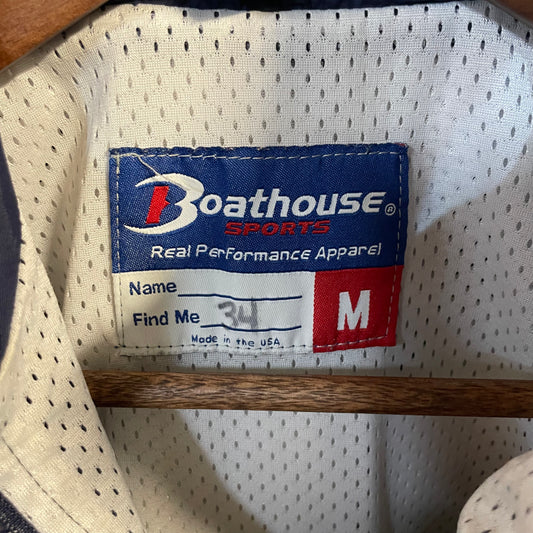 Boathouse®
SPORTS
Real Performance Apparel
Name
Find Me 34
Made in the USA
M